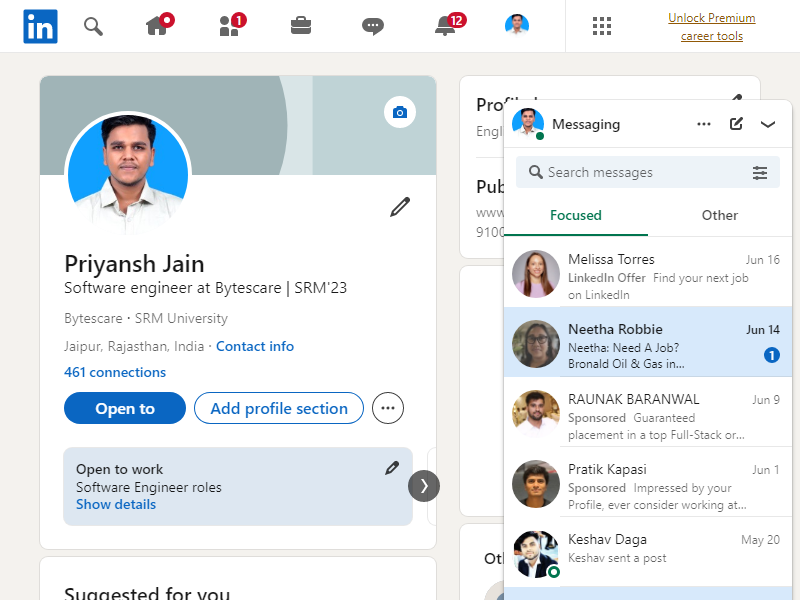 in
1
12
Unlock Premium
career tools
Priyansh Jain
Software engineer at Bytescare | SRM'23
Bytescare • SRM University
Jaipur, Rajasthan, India · Contact info
461 connections
Open to
Add profile section
Open to work
Software Engineer roles
Show details
Suggested for you
www
9100
Messaging
Search messages
Focused
Other
Melissa Torres
Jun 16
LinkedIn Offer Find your next job
on LinkedIn
Neetha Robbie
Jun 14
Neetha: Need A Job?
1
Bronald Oil & Gas in...
RAUNAK BARANWAL
Jun 9
Sponsored Guaranteed
placement in a top Full-Stack or...
Pratik Kapasi
Jun 1
Sponsored Impressed by your
Profile, ever consider working at...
Keshav Daga
May 20
Keshav sent a post